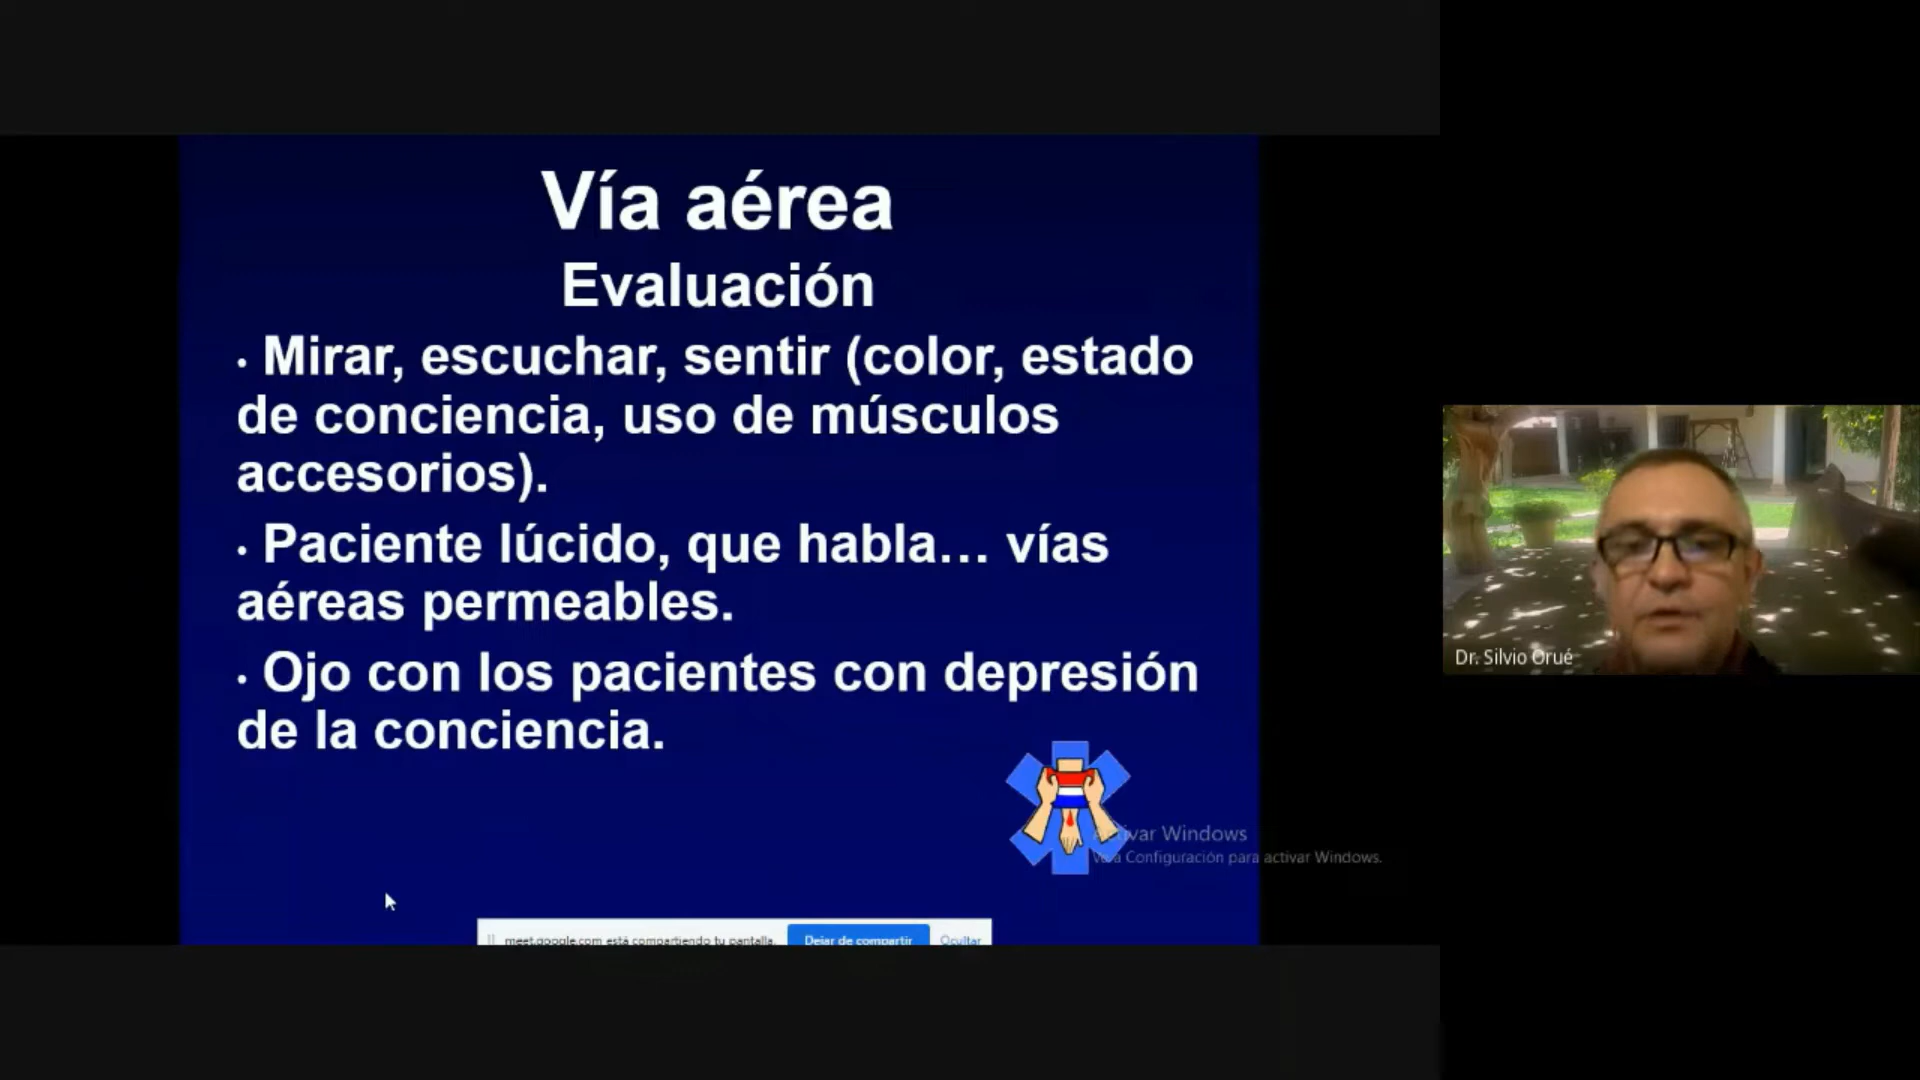 Vía aérea
Evaluación
• Mirar, escuchar, sentir (color, estado
de conciencia, uso de músculos
accesorios).
• Paciente lúcido, que habla... vías
aéreas permeables.
• Ojo con los pacientes con depresión
de la conciencia.
Dr. Silvio Orué
Windows
a Configuración para activar Windows.
meet.google.com está compartiendo tu pantalla.
Dejar de compartir
Ocultar